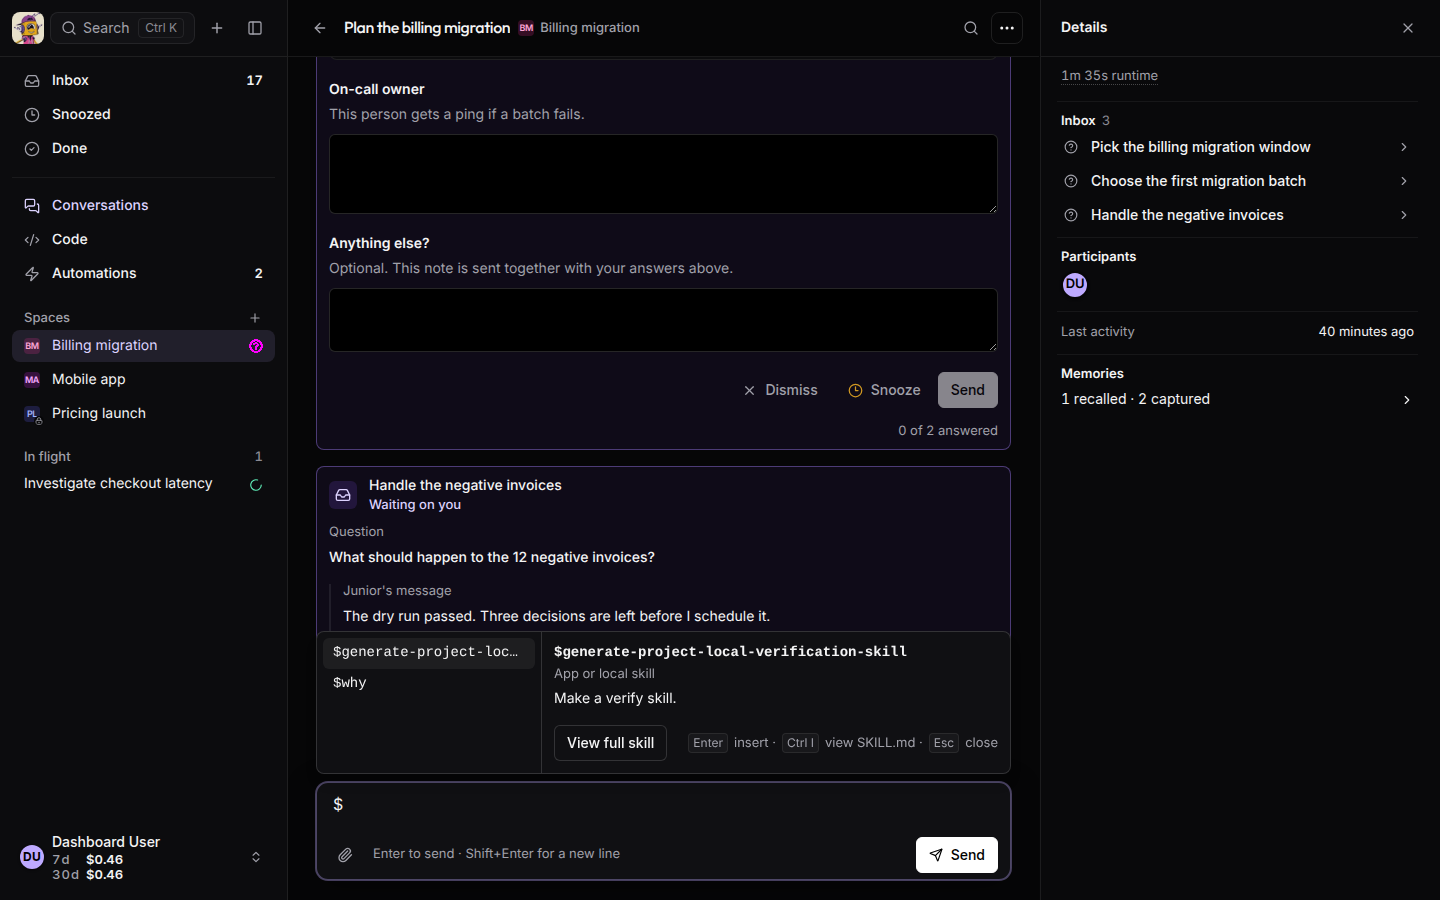 Search Ctrl K
Inbox 17
Snoozed
Done
Conversations
Code
Automations 2
Spaces
BM Billing migration
MA Mobile app
PL Pricing launch
In flight 1
Investigate checkout latency
DU Dashboard User
7d $0.46
30d $0.46
Plan the billing migration BM Billing migration
On-call owner
This person gets a ping if a batch fails.
Anything else?
Optional. This note is sent together with your answers above.
Dismiss Snooze Send
0 of 2 answered
Handle the negative invoices
Waiting on you
Question
What should happen to the 12 negative invoices?
Junior's message
The dry run passed. Three decisions are left before I schedule it.
$generate-project-loc…
$why
$generate-project-local-verification-skill
App or local skill
Make a verify skill.
View full skill Enter insert · Ctrl I view SKILL.md · Esc close
$
Enter to send · Shift+Enter for a new line
Send
Details
1m 35s runtime
Inbox 3
Pick the billing migration window
Choose the first migration batch
Handle the negative invoices
Participants
DU
Last activity 40 minutes ago
Memories
1 recalled · 2 captured